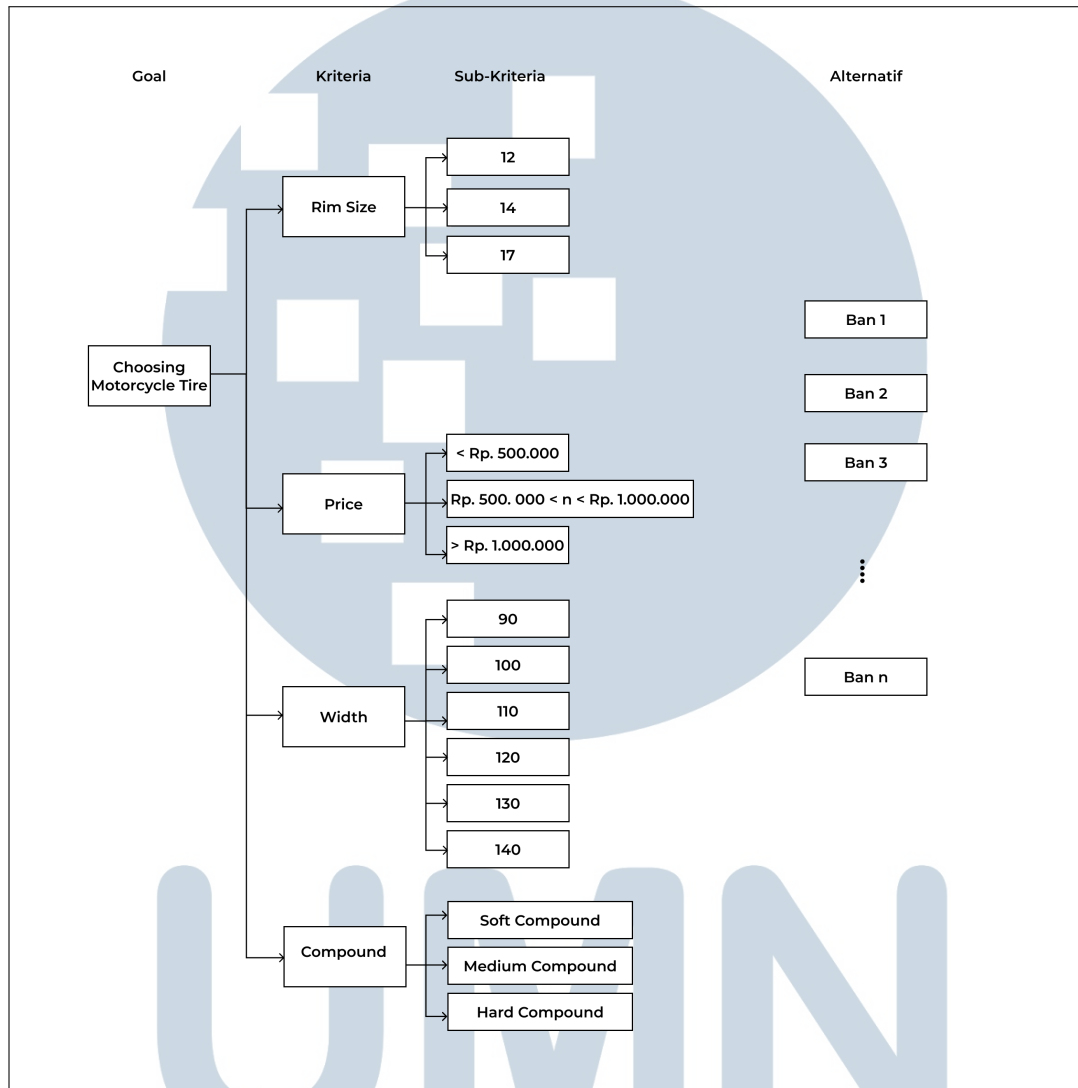 Goal
Kriteria
Sub-Kriteria
Alternatif
Choosing
Motorcycle Tire
Rim Size
12
14
17
Price
< Rp. 500.000
Rp. 500. 000 < n < Rp. 1.000.000
> Rp. 1.000.000
Width
90
100
110
120
130
140
Compound
Soft Compound
Medium Compound
Hard Compound
Ban 1
Ban 2
Ban 3
Ban n
UMN